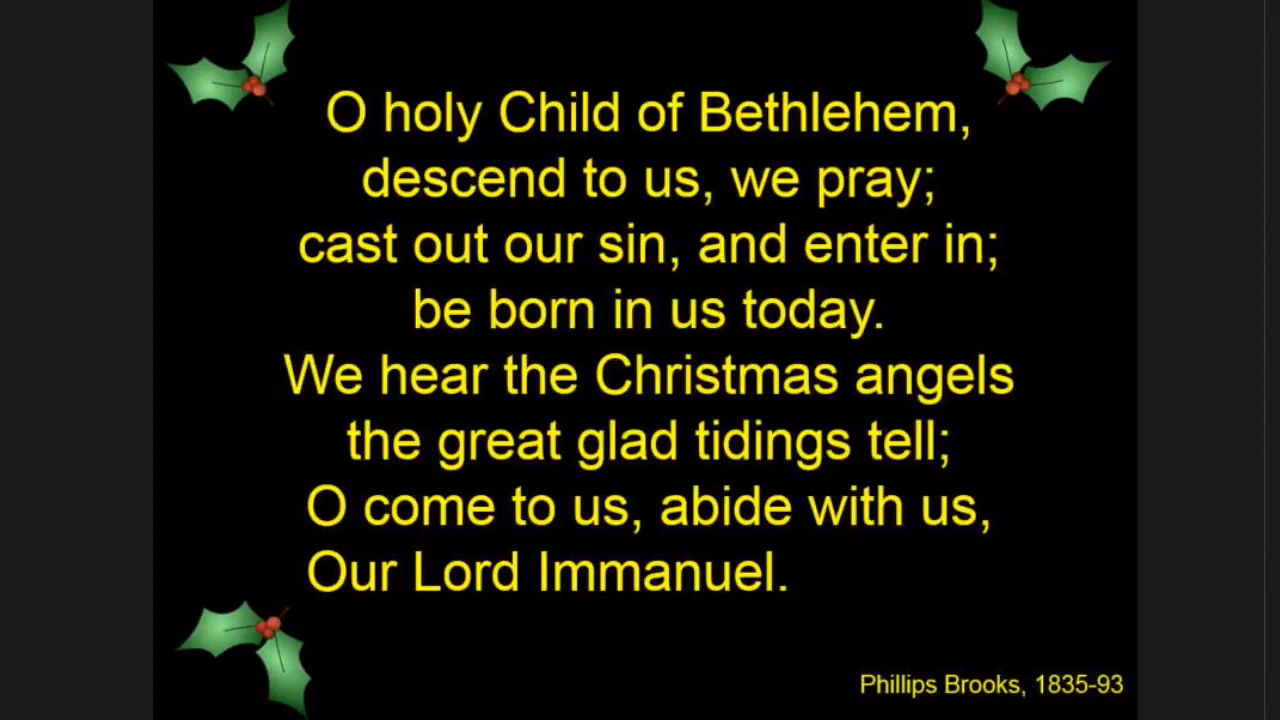 O holy Child of Bethlehem,
descend to us, we pray;
cast out our sin, and enter in;
be born in us today.
We hear the Christmas angels
the great glad tidings tell;
O come to us, abide with us,
Our Lord Immanuel.
Phillips Brooks, 1835-93